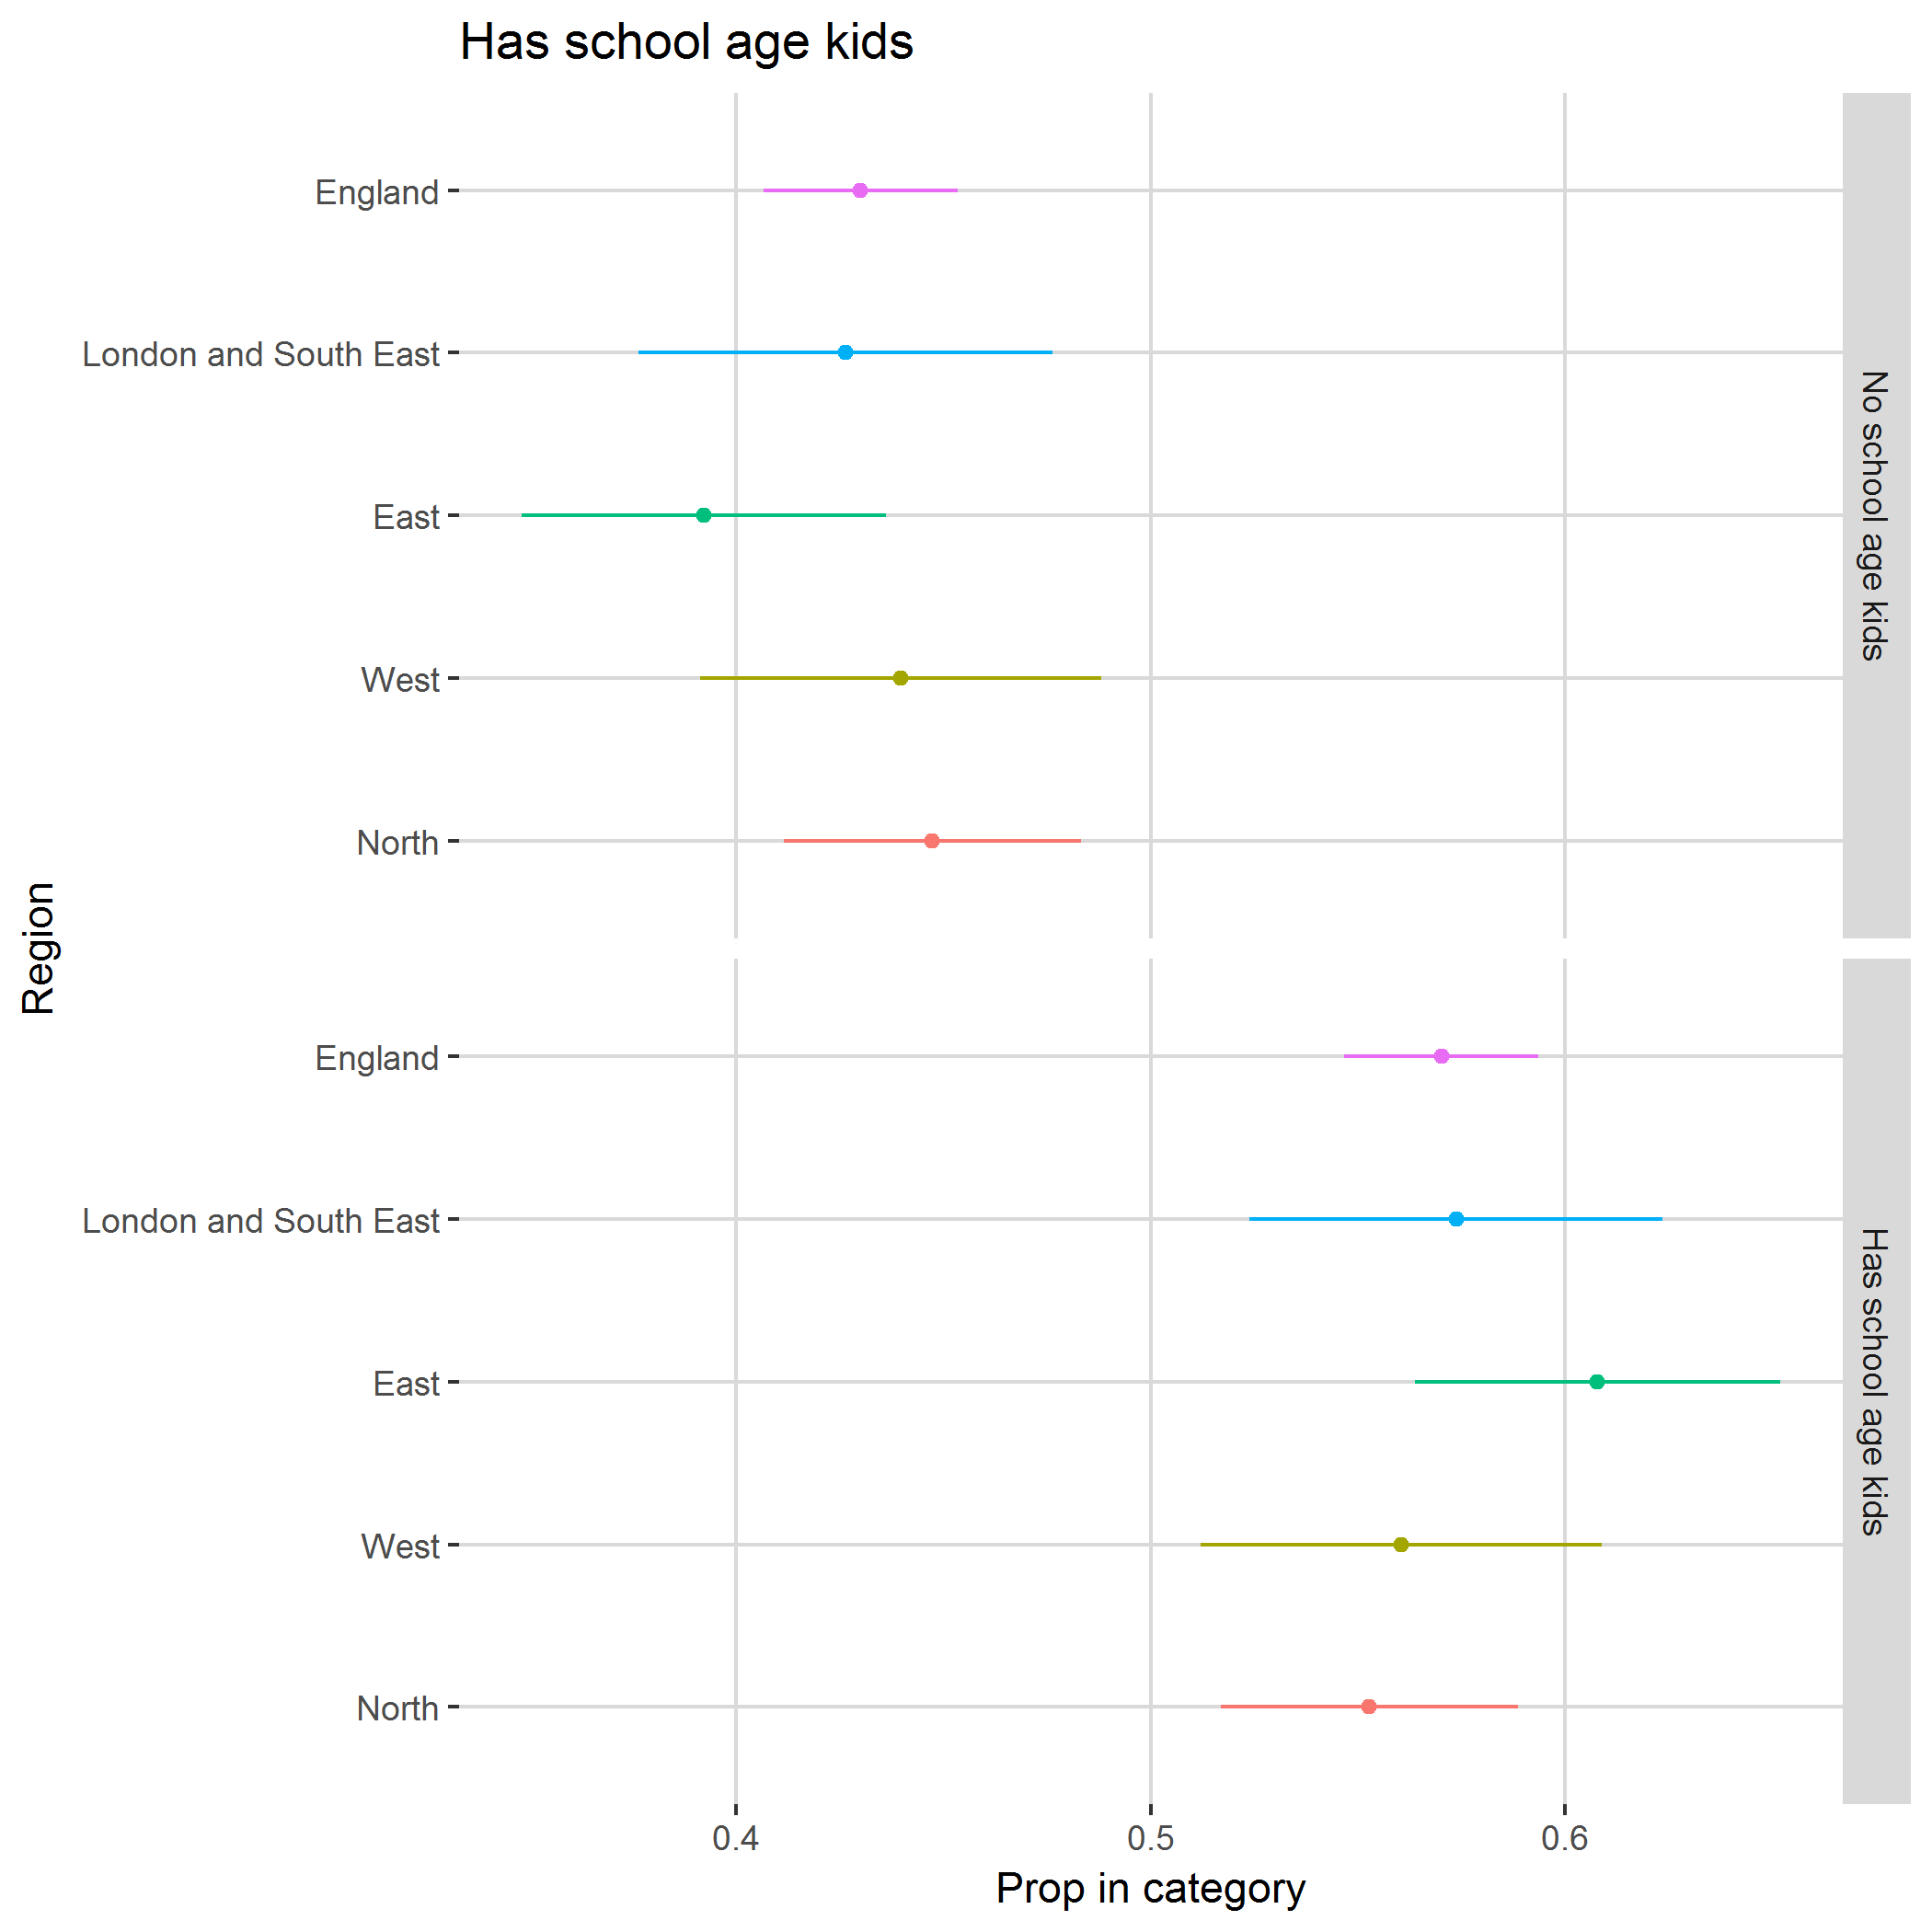 Has school age kids
England
London and South East
East
West
North
No school age kids
Region
England
London and South East
East
West
North
Has school age kids
0.4
0.5
0.6
Prop in category